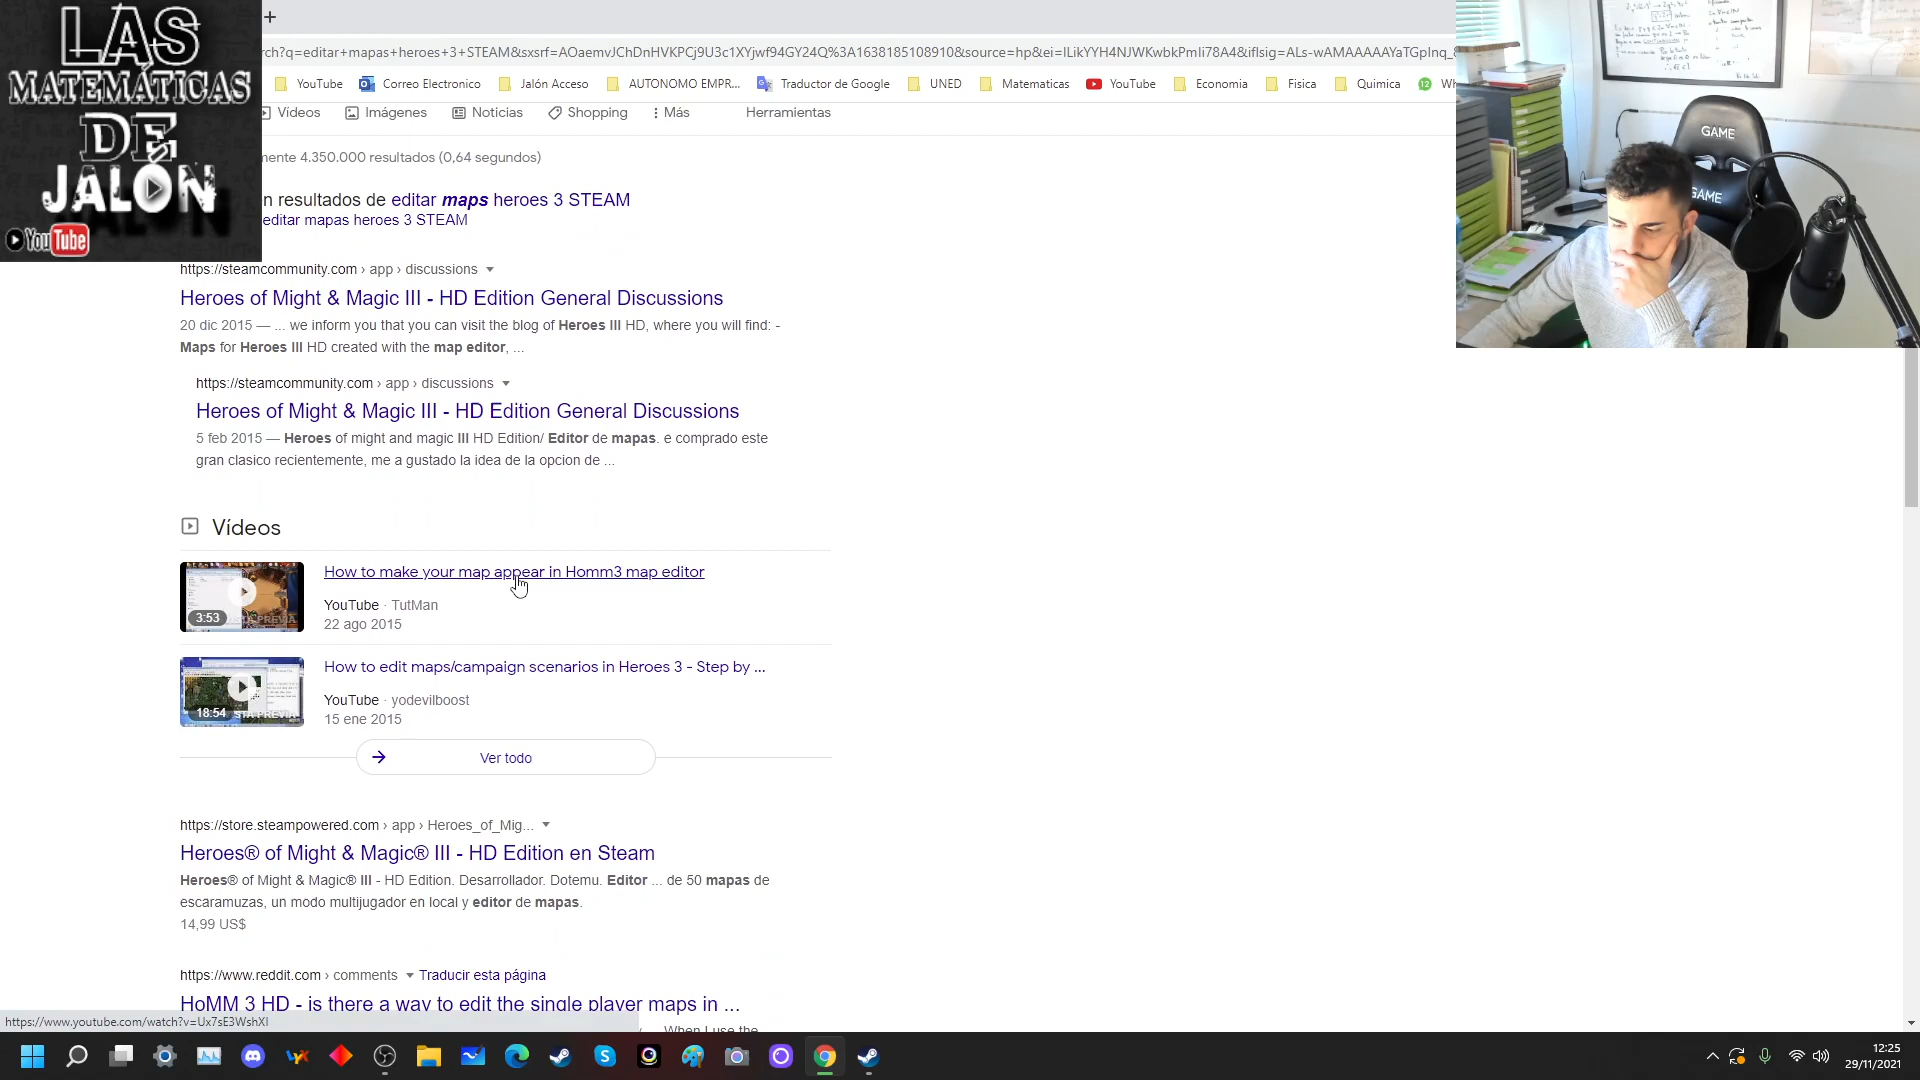 LAS
MATEMÁTICAS
DE
JALÓN
YouTube
rch?q=editar+mapas+heroes+3+STEAM&sxsrf=AOaemvJChDnHVKPCj9U3c1XYjwf94GY24Q%3A1638185108910&source=hp&ei=
YouTube
Correo Electronico
Jalón Acceso
AUTONOMO EMPR...
Traductor de Google
UNED
Matematicas
YouTube
Economia
Fisica
Quimica
Vídeos
Imágenes
Noticias
Shopping
Más
Herramientas
mente 4.350.000 resultados (0,64 segundos)
n resultados de editar maps heroes 3 STEAM
editar mapas heroes 3 STEAM
https://steamcommunity.com › app › discussions
Heroes of Might & Magic III - HD Edition General Discussions
20 dic 2015 — ... we inform you that you can visit the blog of Heroes III HD, where you will find: -
Maps for Heroes III HD created with the map editor, ...
https://steamcommunity.com › app › discussions
Heroes of Might & Magic III - HD Edition General Discussions
5 feb 2015 — Heroes of might and magic III HD Edition/ Editor de mapas. e comprado este
gran clasico recientemente, me a gustado la idea de la opcion de ...
Vídeos
How to make your map appear in Homm3 map editor
3:53
YouTube · TutMan
22 ago 2015
How to edit maps/campaign scenarios in Heroes 3 - Step by ...
18:54
YouTube · yodevilboost
15 ene 2015
Ver todo
https://store.steampowered.com › app › Heroes_of_Mig...
Heroes® of Might & Magic® III - HD Edition en Steam
Heroes® of Might & Magic® III - HD Edition. Desarrollador. Dotemu. Editor ... de 50 mapas de
escaramuzas, un modo multijugador en local y editor de mapas.
14,99 US$
https://www.reddit.com › comments Traducir esta página
HoMM 3 HD - is there a way to edit the single player maps in ...
When I use the
https://www.youtube.com/watch?v=Ux7sE3WshXI
GAME
GAME
12:25
29/11/2021